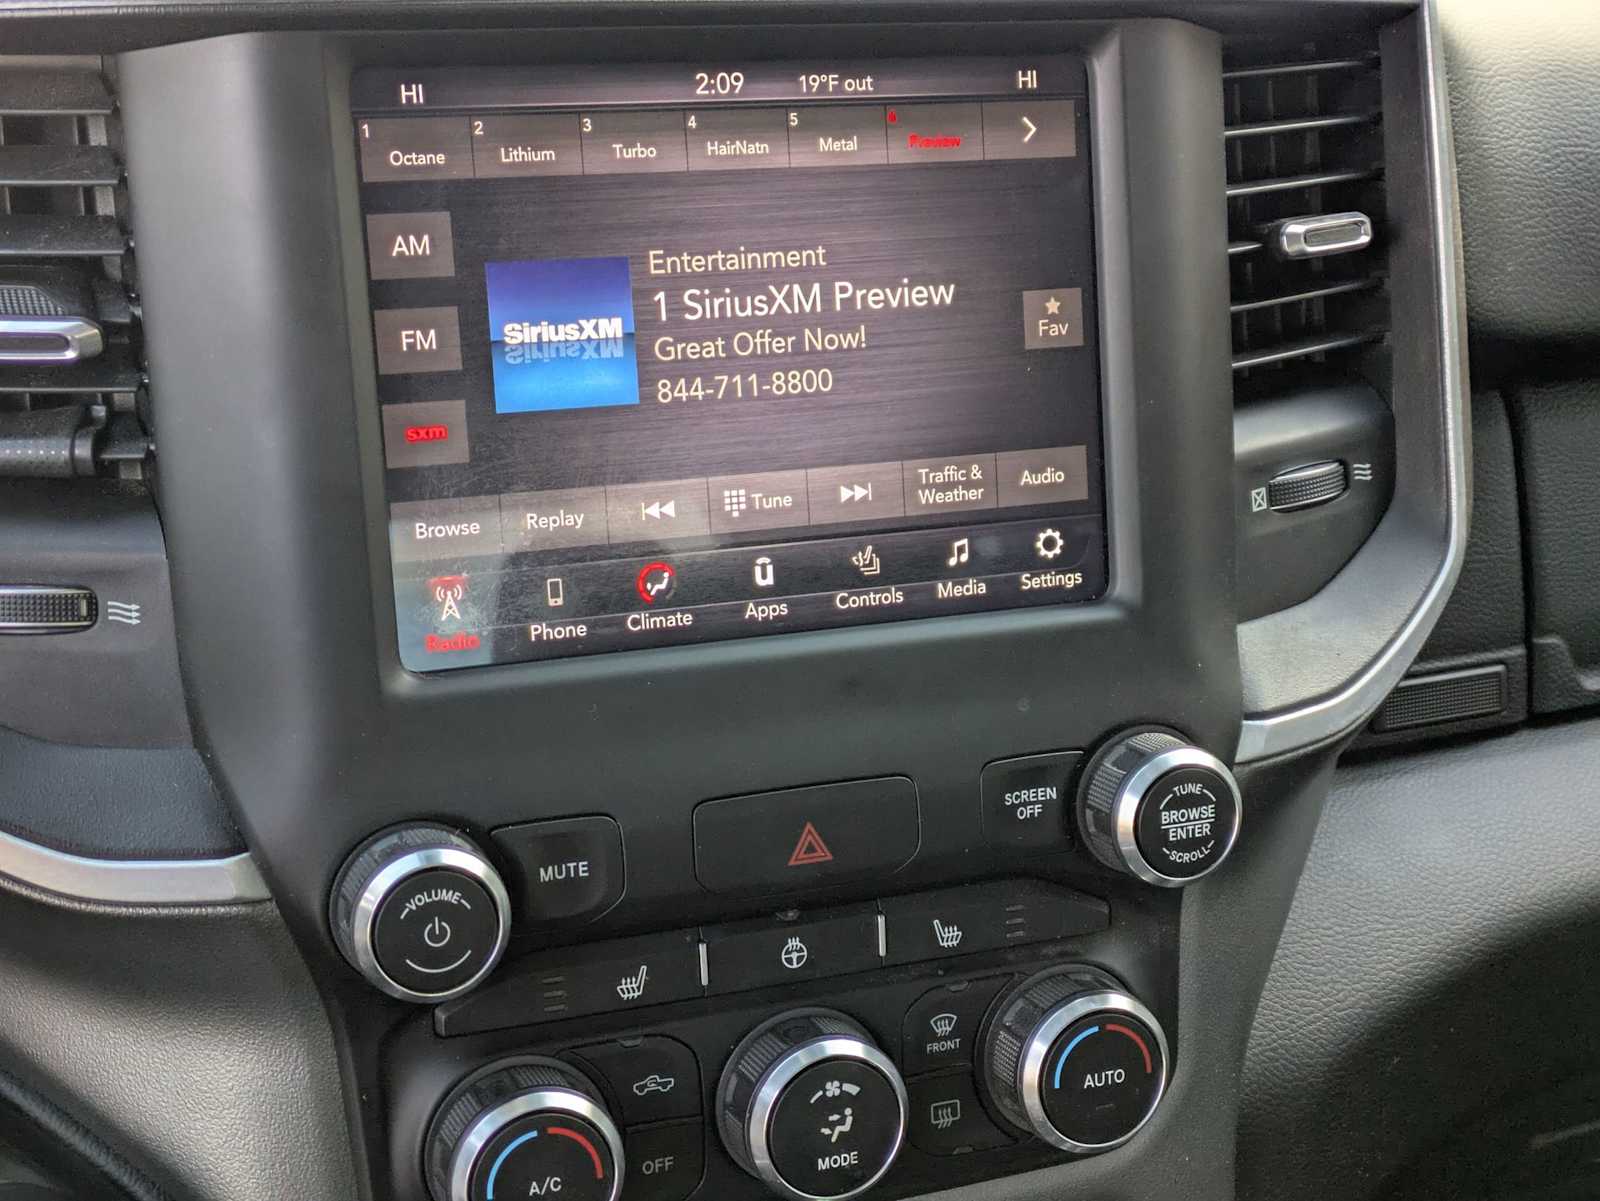 HI 2:09 19°F out HI
1 Octane
2 Lithium
3 Turbo
4 HairNatn
5 Metal
Preview
AM
FM
sxm
SiriusXM
Entertainment
1 SiriusXM Preview
Great Offer Now!
844-711-8800
Fav
Browse
Replay
Tune
Traffic &
Weather
Audio
Radio
Phone
Climate
Apps
Controls
Media
Settings
VOLUME
MUTE
SCREEN
OFF
TUNE
BROWSE
ENTER
SCROLL
FRONT
A/C
OFF
MODE
AUTO